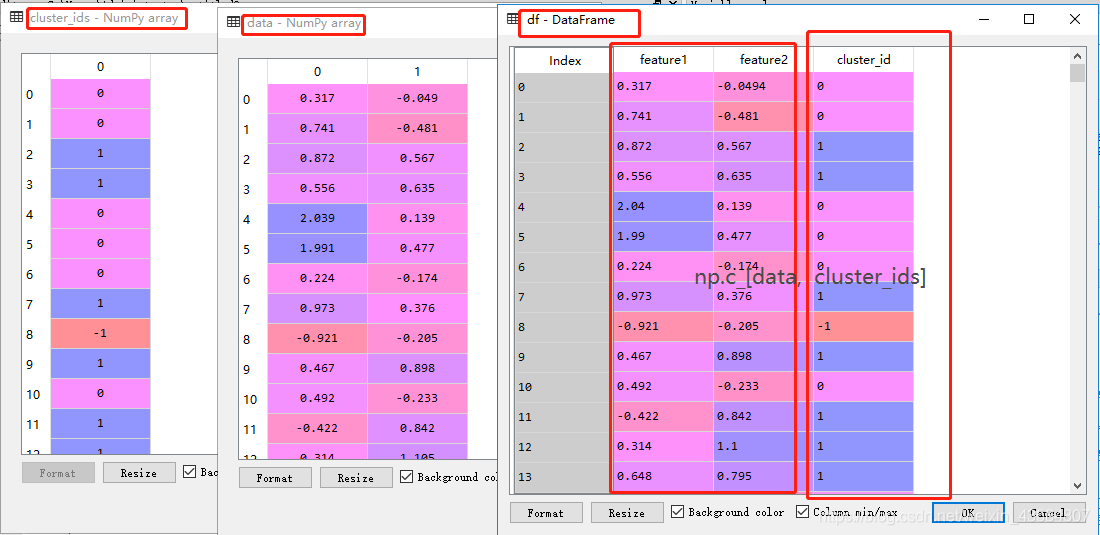 cluster_ids - NumPy array
0
0 0
1 0
2 1
3 1
4 0
5 0
6 0
7 1
8 -1
9 1
10 0
11 1
12 1
Format Resize Bac
data - NumPy array
0 1
0 0.317 -0.049
1 0.741 -0.481
2 0.872 0.567
3 0.556 0.635
4 2.039 0.139
5 1.991 0.477
6 0.224 -0.174
7 0.973 0.376
8 -0.921 -0.205
9 0.467 0.898
10 0.492 -0.233
11 -0.422 0.842
12 0.314 1.105
Format Resize Background col
df - DataFrame
Index feature1 feature2 cluster_id
0 0.317 -0.0494 0
1 0.741 -0.481 0
2 0.872 0.567 1
3 0.556 0.635 1
4 2.04 0.139 0
5 1.99 0.477 0
6 0.224 -0.174 0
np.c_[data, cluster_ids]
7 0.973 0.376 1
8 -0.921 -0.205 -1
9 0.467 0.898 1
10 0.492 -0.233 0
11 -0.422 0.842 1
12 0.314 1.1 1
13 0.648 0.795 1
Format Resize Background color Column min/max OK Cancel